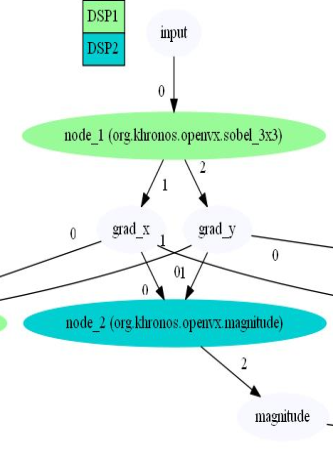 DSP1
DSP2
input
0
node_1 (org.khronos.openvx.sobel_3x3)
1
2
grad_x
grad_y
0
1
0
0
01
node_2 (org.khronos.openvx.magnitude)
2
magnitude